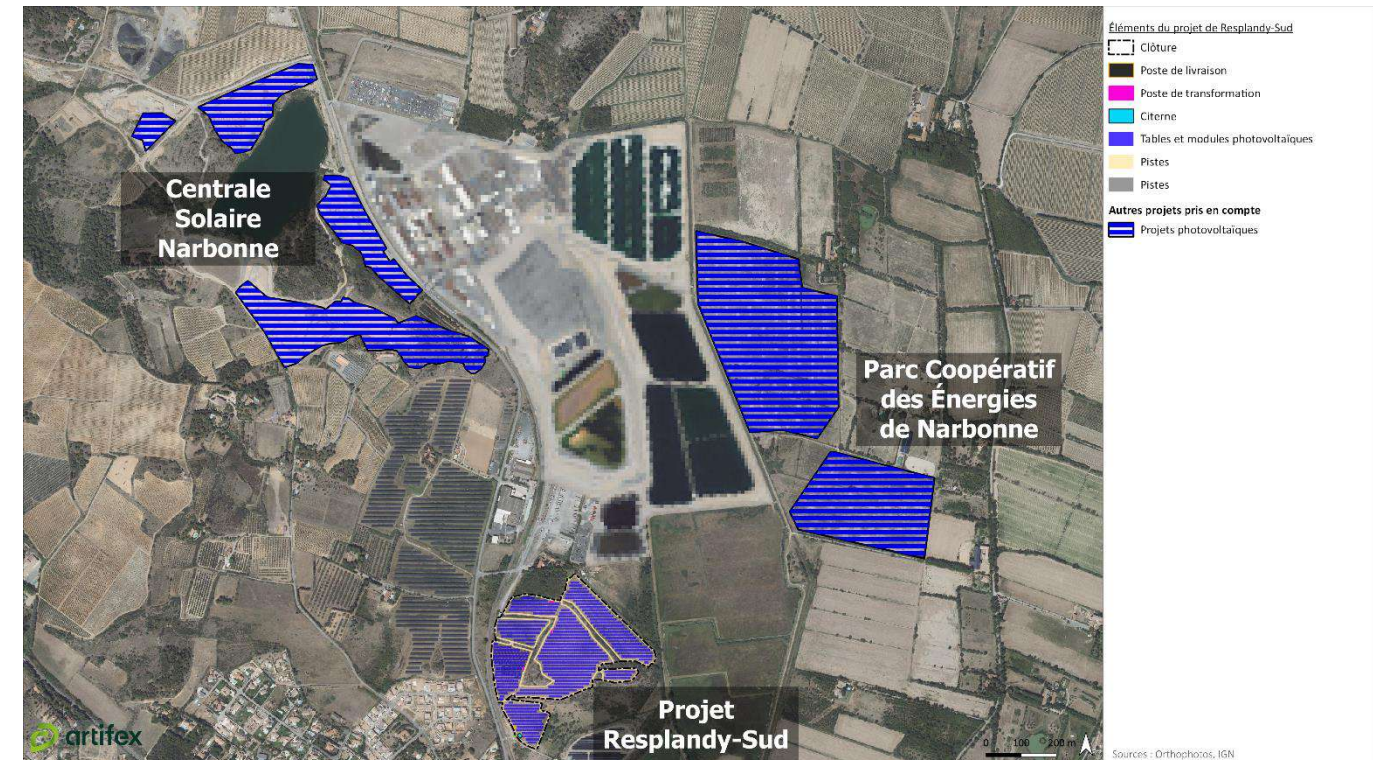 Centrale
Solaire
Narbonne
Parc Coopératif
des Énergies
de Narbonne
Projet
Resplandy-Sud
artifex
0 100 200 m
Éléments du projet de Resplandy-Sud
Clôture
Poste de livraison
Poste de transformation
Citerne
Tables et modules photovoltaïques
Pistes
Pistes
Autres projets pris en compte
Projets photovoltaïques
Sources : Orthophotos, IGN